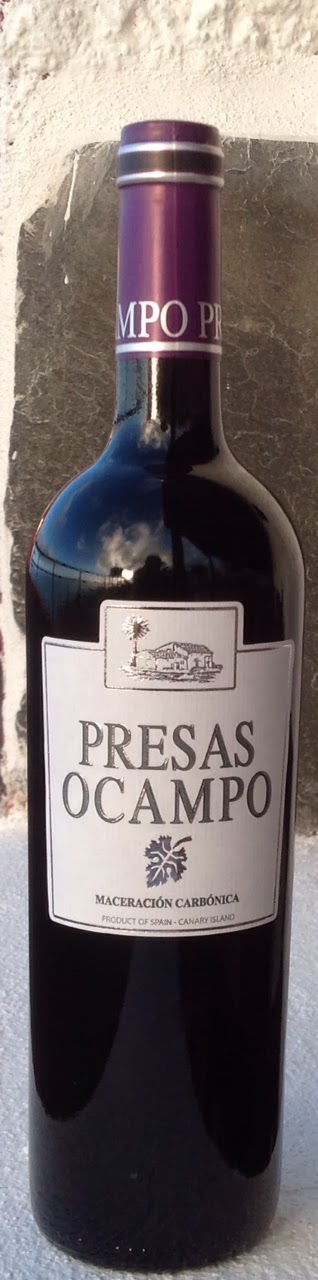 MPO PR
PRESAS
OCAMPO
MACERACIÓN CARBÓNICA
PRODUCT OF SPAIN - CANARY ISLAND